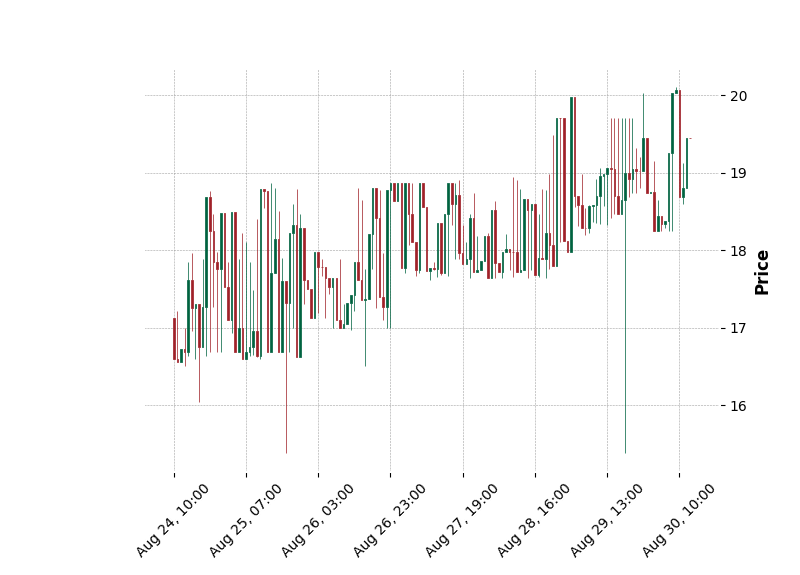 20
19
18
17
16
Price
Aug 24, 10:00
Aug 25, 07:00
Aug 26, 03:00
Aug 26, 23:00
Aug 27, 19:00
Aug 28, 16:00
Aug 29, 13:00
Aug 30, 10:00